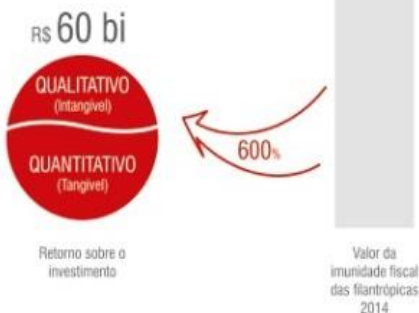 R$ 60 bi
QUALITATIVO
(Intangível)
QUANTITATIVO
(Tangível)
600%
Retorno sobre o
investimento
Valor da
imunidade fiscal
das filantrópicas
2014